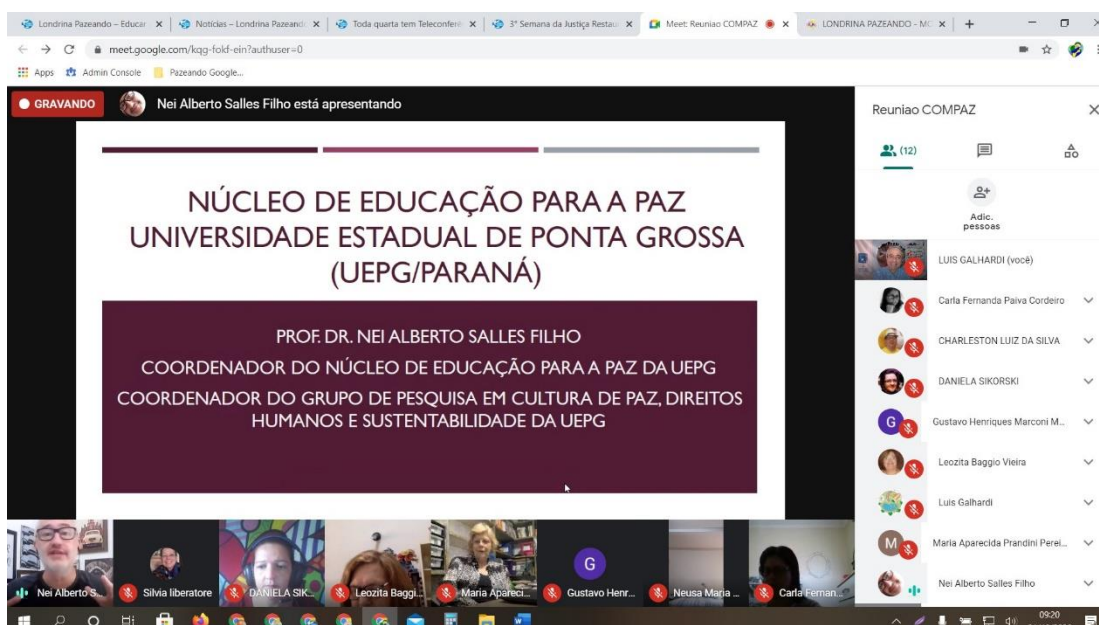 Londrina Pazeando – Educar
Notícias – Londrina Pazeand
Toda quarta tem Teleconferê
3ª Semana da Justiça Restau
Meet: Reuniao COMPAZ
LONDRINA PAZEANDO - MO
meet.google.com/kqg-fold-ein?authuser=0
Apps
Admin Console
Pazeando Google...
GRAVANDO
Nei Alberto Salles Filho está apresentando
NÚCLEO DE EDUCAÇÃO PARA A PAZ
UNIVERSIDADE ESTADUAL DE PONTA GROSSA
(UEPG/PARANÁ)
PROF. DR. NEI ALBERTO SALLES FILHO
COORDENADOR DO NÚCLEO DE EDUCAÇÃO PARA A PAZ DA UEPG
COORDENADOR DO GRUPO DE PESQUISA EM CULTURA DE PAZ, DIREITOS
HUMANOS E SUSTENTABILIDADE DA UEPG
Reuniao COMPAZ
(12)
Adic.
pessoas
LUIS GALHARDI (você)
Carla Fernanda Paiva Cordeiro
CHARLESTON LUIZ DA SILVA
DANIELA SIKORSKI
G
Gustavo Henriques Marconi M...
Leozita Baggio Vieira
Luis Galhardi
M
Maria Aparecida Prandini Perei...
Nei Alberto Salles Filho
Nei Alberto S...
Silvia liberatore
DANIELA SIK...
Leozita Baggi...
Maria Apareci...
G
Gustavo Henr...
Neusa Maria ...
Carla Fernan...
09:20